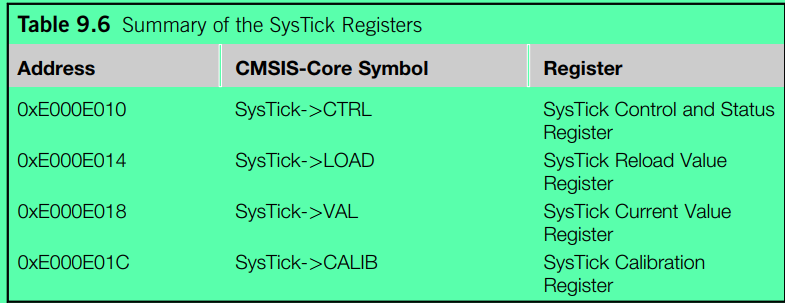 Table 9.6 Summary of the SysTick Registers
Address CMSIS-Core Symbol Register
0xE000E010 SysTick->CTRL SysTick Control and Status
Register
0xE000E014 SysTick->LOAD SysTick Reload Value
Register
0xE000E018 SysTick->VAL SysTick Current Value
Register
0xE000E01C SysTick->CALIB SysTick Calibration
Register